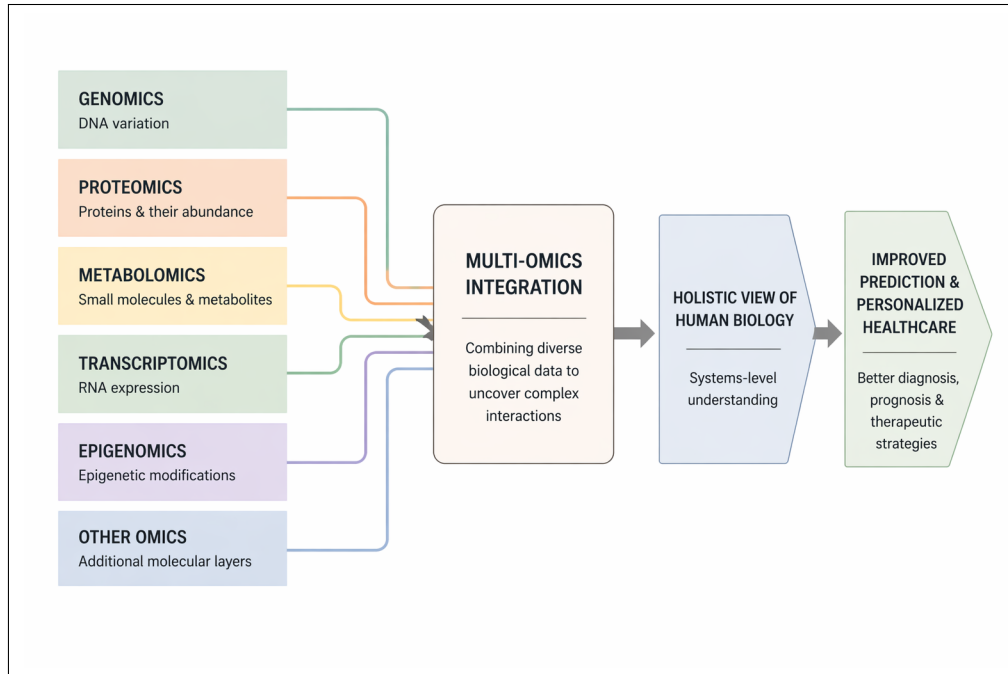 GENOMICS
DNA variation
PROTEOMICS
Proteins & their abundance
METABOLOMICS
Small molecules & metabolites
TRANSCRIPTOMICS
RNA expression
EPIGENOMICS
Epigenetic modifications
OTHER OMICS
Additional molecular layers
MULTI-OMICS
INTEGRATION
Combining diverse
biological data to
uncover complex
interactions
HOLISTIC VIEW OF
HUMAN BIOLOGY
Systems-level
understanding
IMPROVED
PREDICTION &
PERSONALIZED
HEALTHCARE
Better diagnosis,
prognosis &
therapeutic
strategies